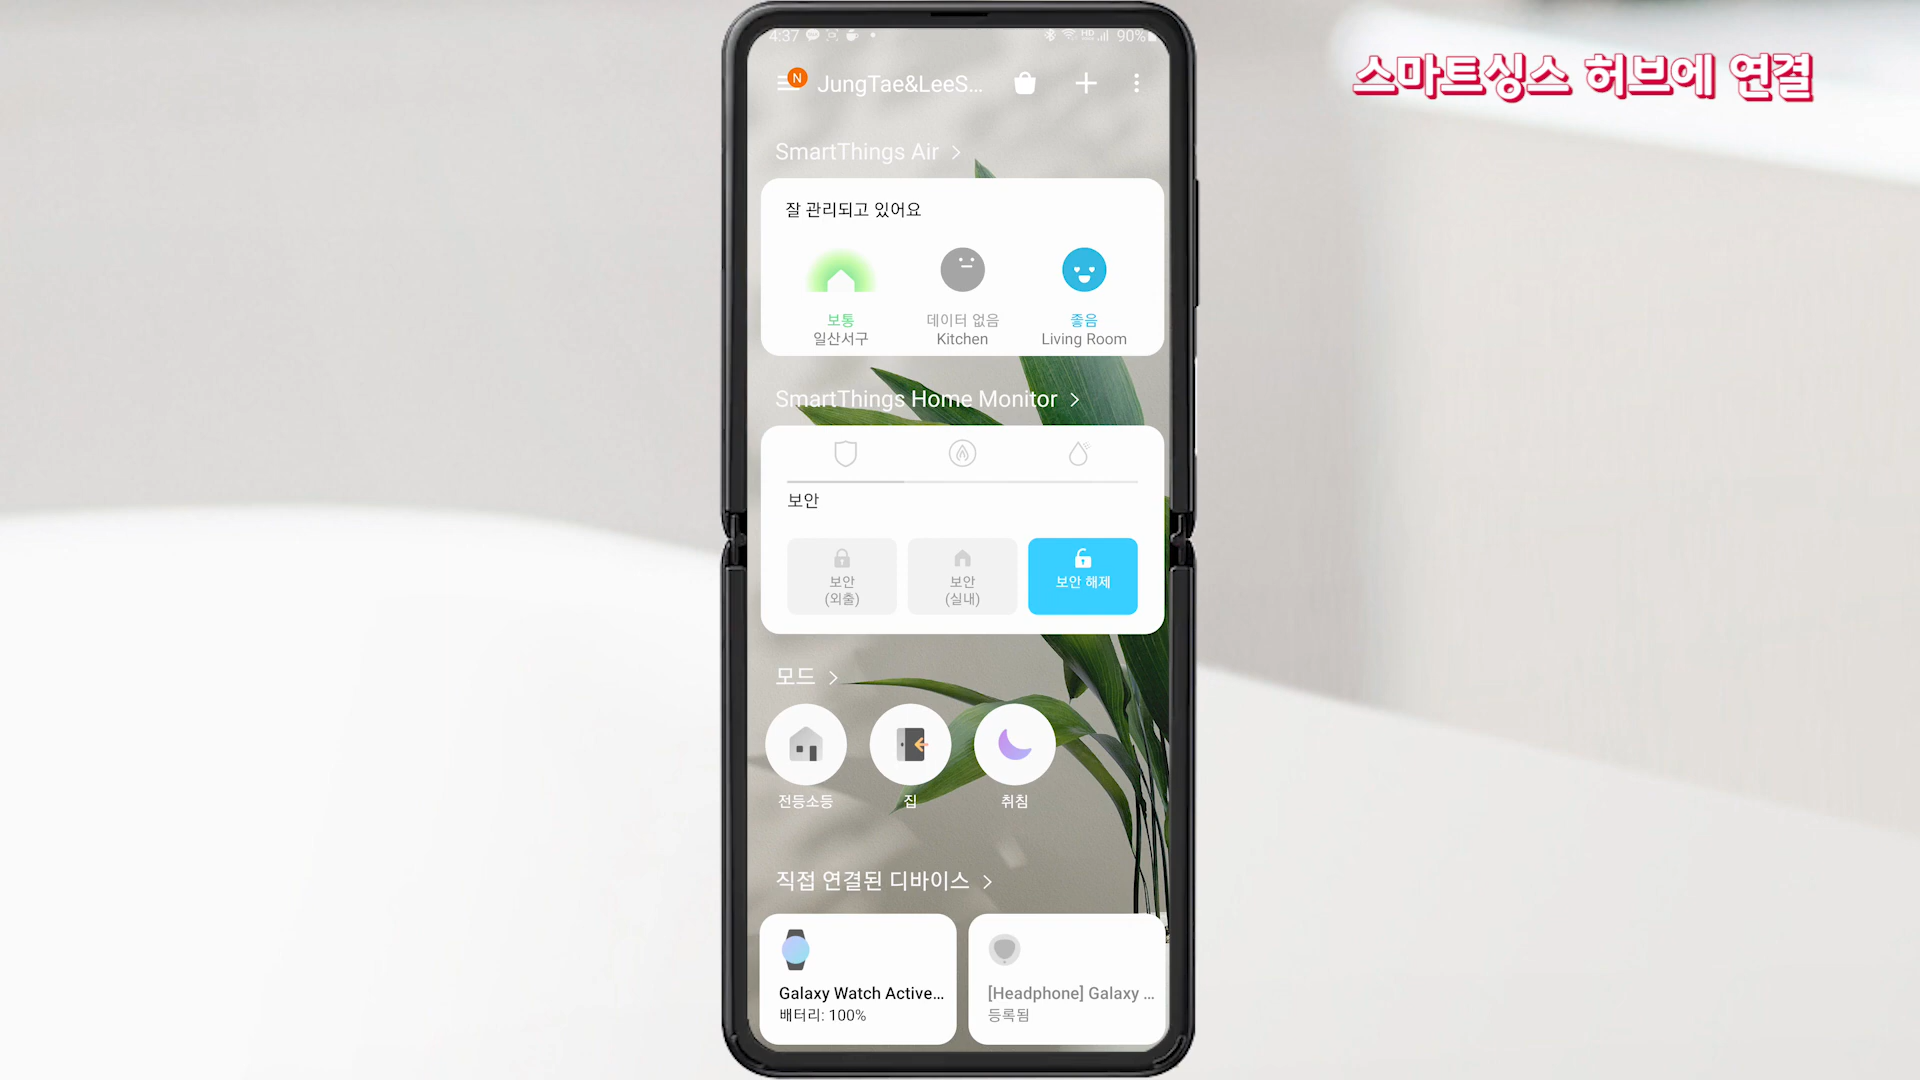 스마트싱스 허브에 연결
4:37
HD
90%
N
JungTae&LeeS...
SmartThings Air
잘 관리되고 있어요
보통
일산서구
데이터 없음
Kitchen
좋음
Living Room
SmartThings Home Monitor
보안
보안
(외출)
보안
(실내)
보안 해제
모드
전등소등
집
취침
직접 연결된 디바이스
Galaxy Watch Active...
배터리: 100%
[Headphone] Galaxy ...
등록됨